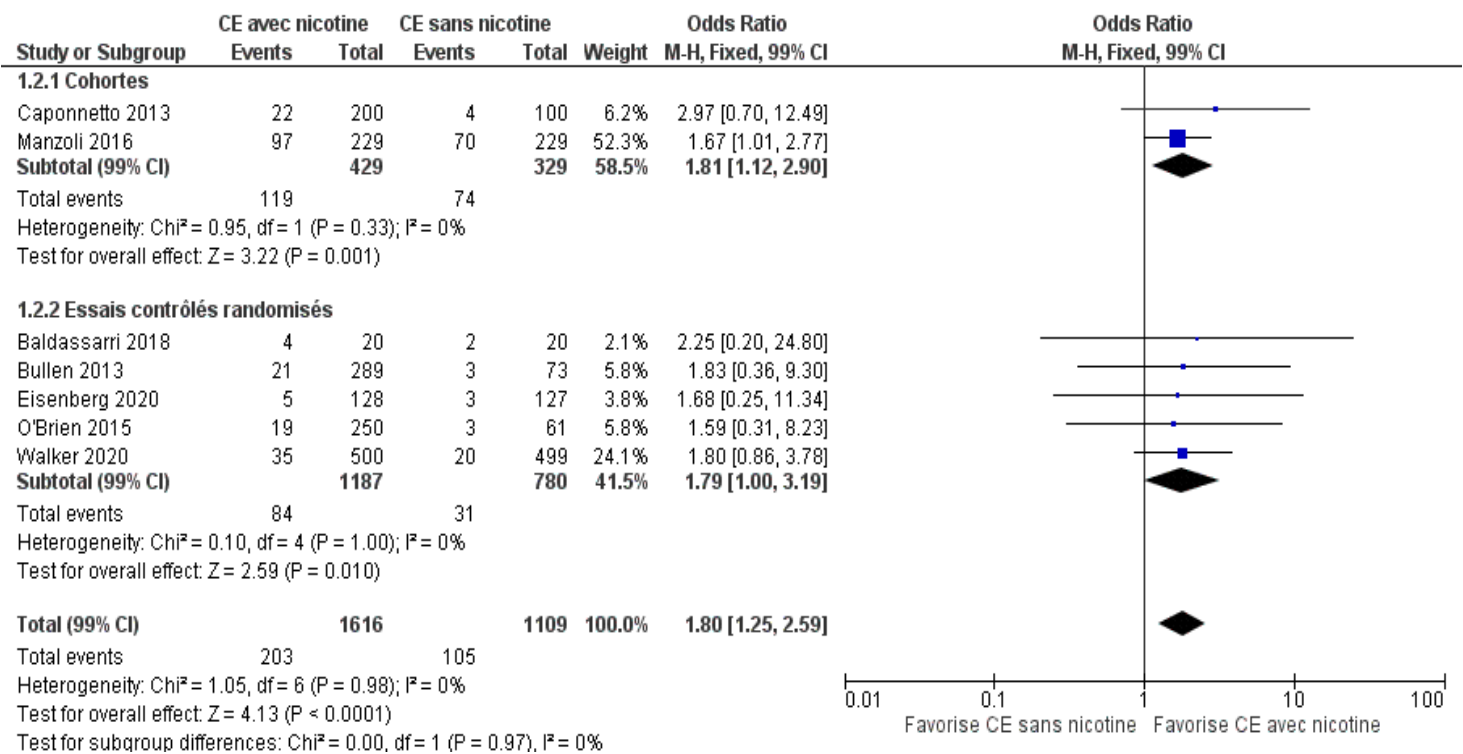 CE avec nicotine CE sans nicotine Odds Ratio Odds Ratio
Study or Subgroup Events Total Events Total Weight M-H, Fixed, 99% CI M-H, Fixed, 99% CI
1.2.1 Cohortes
Caponnetto 2013 22 200 4 100 6.2% 2.97 [0.70, 12.49]
Manzoli 2016 97 229 70 229 52.3% 1.67 [1.01, 2.77]
Subtotal (99% CI) 429 329 58.5% 1.81 [1.12, 2.90]
Total events 119 74
Heterogeneity: Chi² = 0.95, df = 1 (P = 0.33); I² = 0%
Test for overall effect: Z = 3.22 (P = 0.001)
1.2.2 Essais contrôlés randomisés
Baldassarri 2018 4 20 2 20 2.1% 2.25 [0.20, 24.80]
Bullen 2013 21 289 3 73 5.8% 1.83 [0.36, 9.30]
Eisenberg 2020 5 128 3 127 3.8% 1.68 [0.25, 11.34]
O'Brien 2015 19 250 3 61 5.8% 1.59 [0.31, 8.23]
Walker 2020 35 500 20 499 24.1% 1.80 [0.86, 3.78]
Subtotal (99% CI) 1187 780 41.5% 1.79 [1.00, 3.19]
Total events 84 31
Heterogeneity: Chi² = 0.10, df = 4 (P = 1.00); I² = 0%
Test for overall effect: Z = 2.59 (P = 0.010)
Total (99% CI) 1616 1109 100.0% 1.80 [1.25, 2.59]
Total events 203 105
Heterogeneity: Chi² = 1.05, df = 6 (P = 0.98); I² = 0%
Test for overall effect: Z = 4.13 (P < 0.0001)
Test for subgroup differences: Chi² = 0.00, df = 1 (P = 0.97), I² = 0%
0.01 0.1 1 10 100
Favorise CE sans nicotine Favorise CE avec nicotine